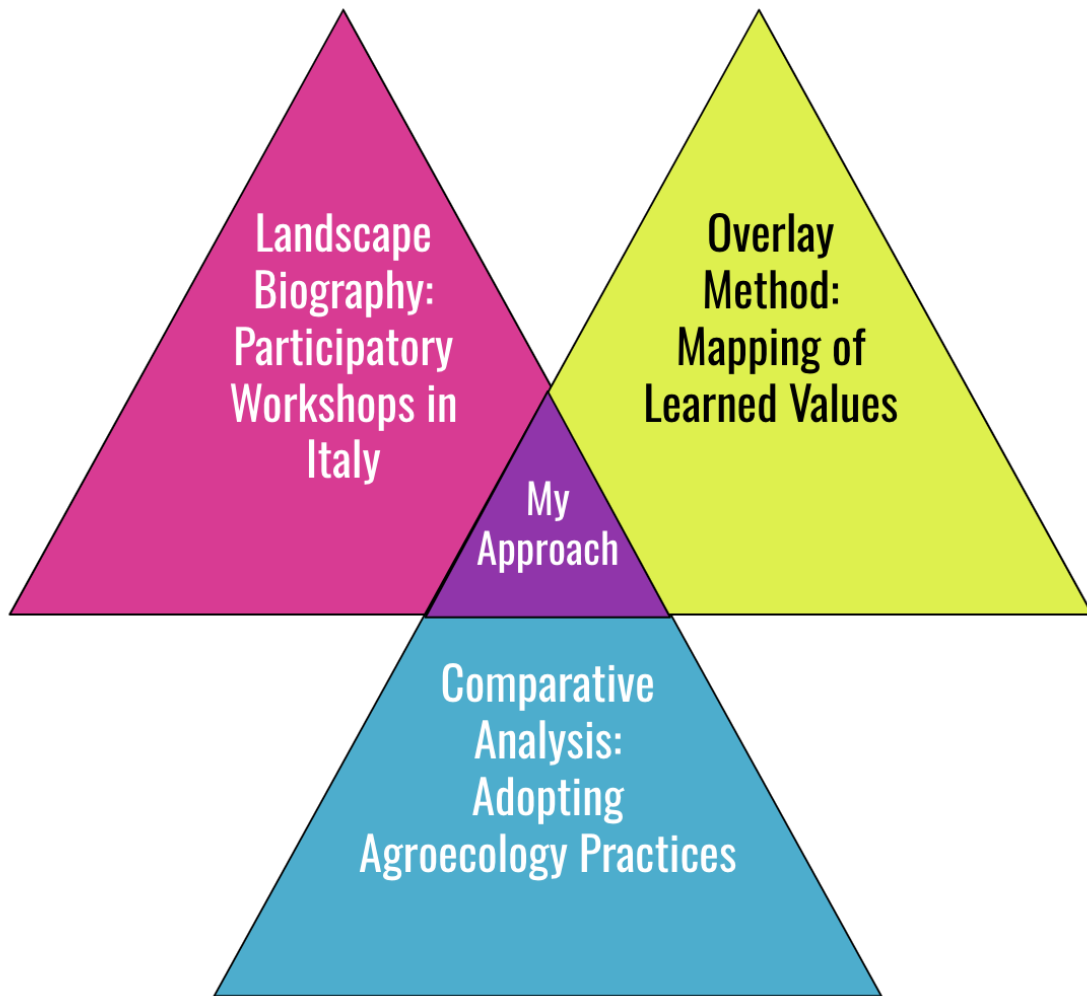 Landscape
Biography:
Participatory
Workshops in
Italy
Overlay
Method:
Mapping of
Learned Values
My
Approach
Comparative
Analysis:
Adopting
Agroecology Practices